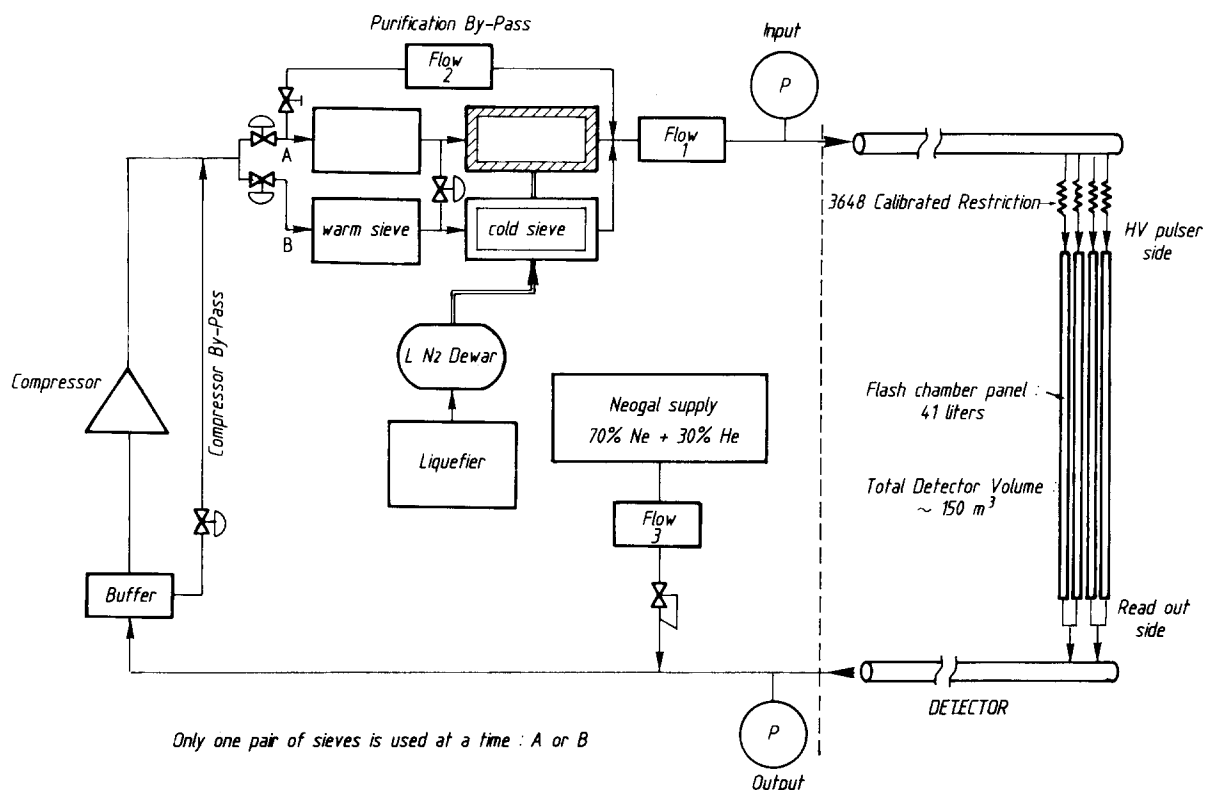 Purification By-Pass
Flow
2
Input
P
Flow
1
A
B
warm sieve
cold sieve
3648 Calibrated Restriction
HV pulser
side
L N2 Dewar
Compressor By-Pass
Compressor
Liquefier
Neogal supply
70% Ne + 30% He
Flow
3
Flash chamber panel :
41 liters
Total Detector Volume :
~ 150 m³
Buffer
Read out
side
DETECTOR
P
Output
Only one pair of sieves is used at a time : A or B